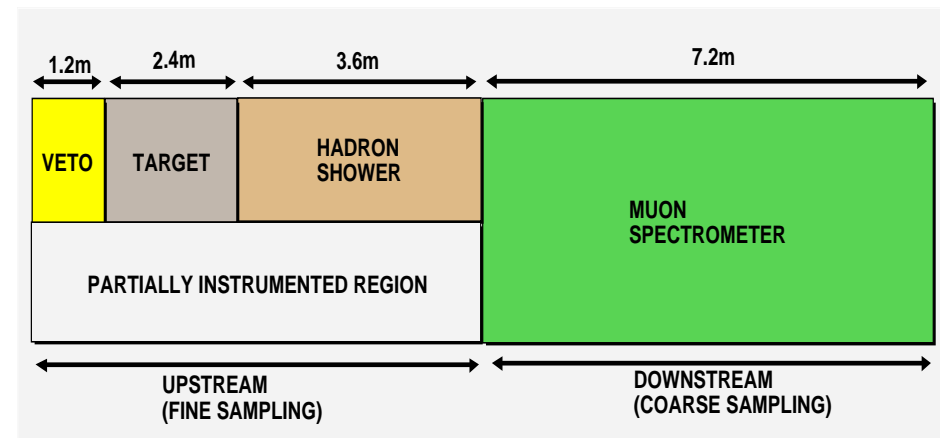 1.2m
2.4m
3.6m
7.2m
VETO
TARGET
HADRON
SHOWER
MUON
SPECTROMETER
PARTIALLY INSTRUMENTED REGION
UPSTREAM
(FINE SAMPLING)
DOWNSTREAM
(COARSE SAMPLING)